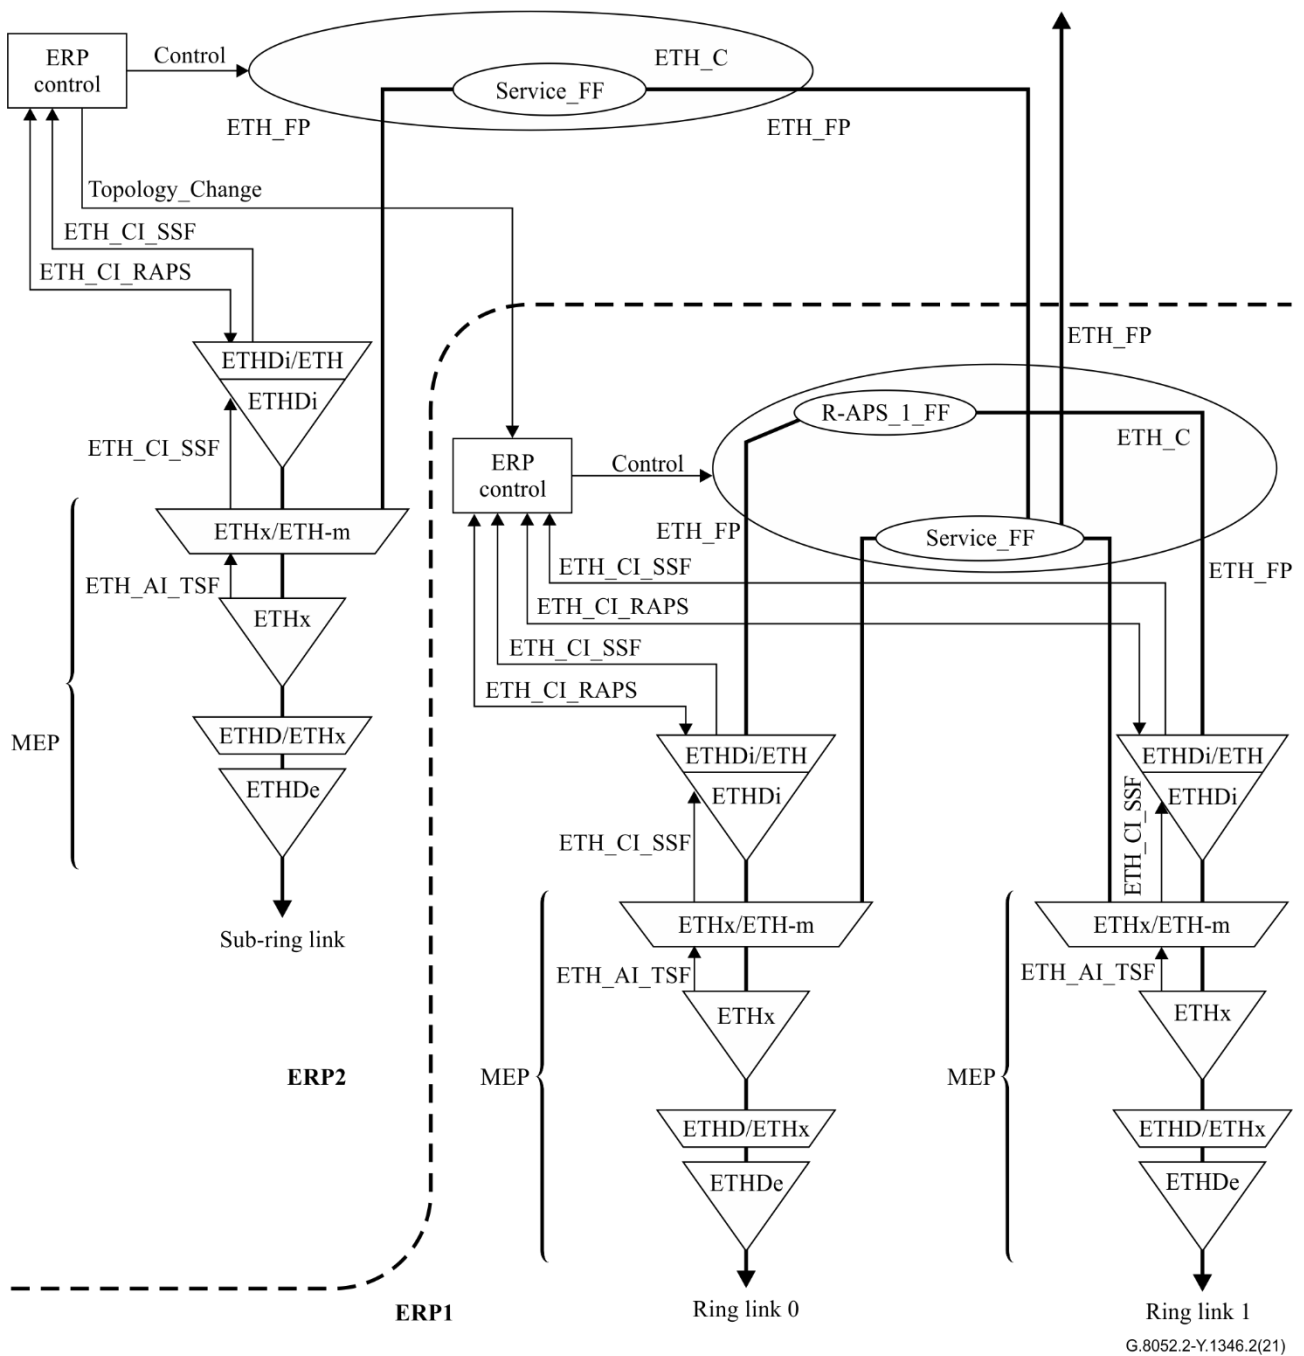 ERP
control
Control
ETH_C
Service_FF
ETH_FP
ETH_FP
Topology_Change
ETH_CI_SSF
ETH_CI_RAPS
ETHDi/ETH
ETHDi
ETH_CI_SSF
ETHx/ETH-m
ETH_AI_TSF
ETHx
MEP
ETHD/ETHx
ETHDe
Sub-ring link
ERP2
ETH_FP
R-APS_1_FF
ETH_C
ERP
control
Control
ETH_FP
Service_FF
ETH_FP
ETH_CI_SSF
ETH_CI_RAPS
ETH_CI_SSF
ETH_CI_RAPS
ETHDi/ETH
ETHDi
ETH_CI_SSF
ETHx/ETH-m
ETH_AI_TSF
ETHx
MEP
ETHD/ETHx
ETHDe
Ring link 0
ETHDi/ETH
ETHDi
ETH_CI_SSF
ETHx/ETH-m
ETH_AI_TSF
ETHx
MEP
ETHD/ETHx
ETHDe
Ring link 1
ERP1
G.8052.2-Y.1346.2(21)